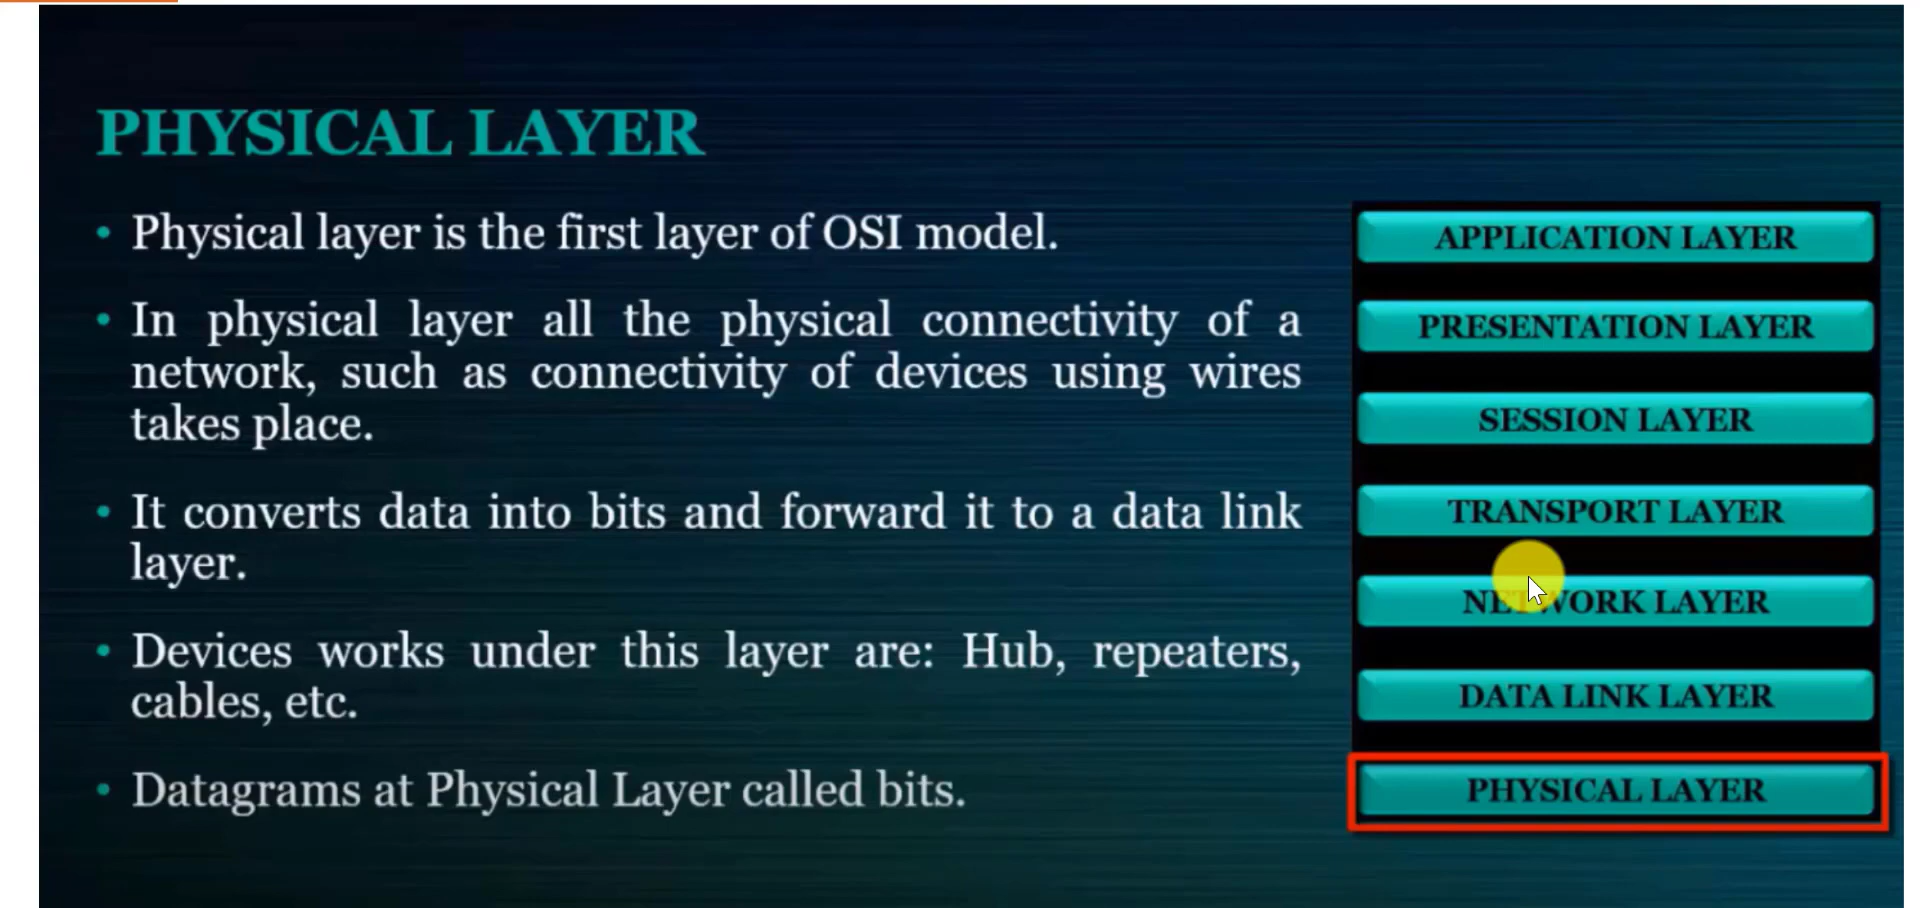 PHYSICAL LAYER
• Physical layer is the first layer of OSI model.
• In physical layer all the physical connectivity of a
network, such as connectivity of devices using wires
takes place.
• It converts data into bits and forward it to a data link
layer.
• Devices works under this layer are: Hub, repeaters,
cables, etc.
• Datagrams at Physical Layer called bits.
APPLICATION LAYER
PRESENTATION LAYER
SESSION LAYER
TRANSPORT LAYER
NETWORK LAYER
DATA LINK LAYER
PHYSICAL LAYER